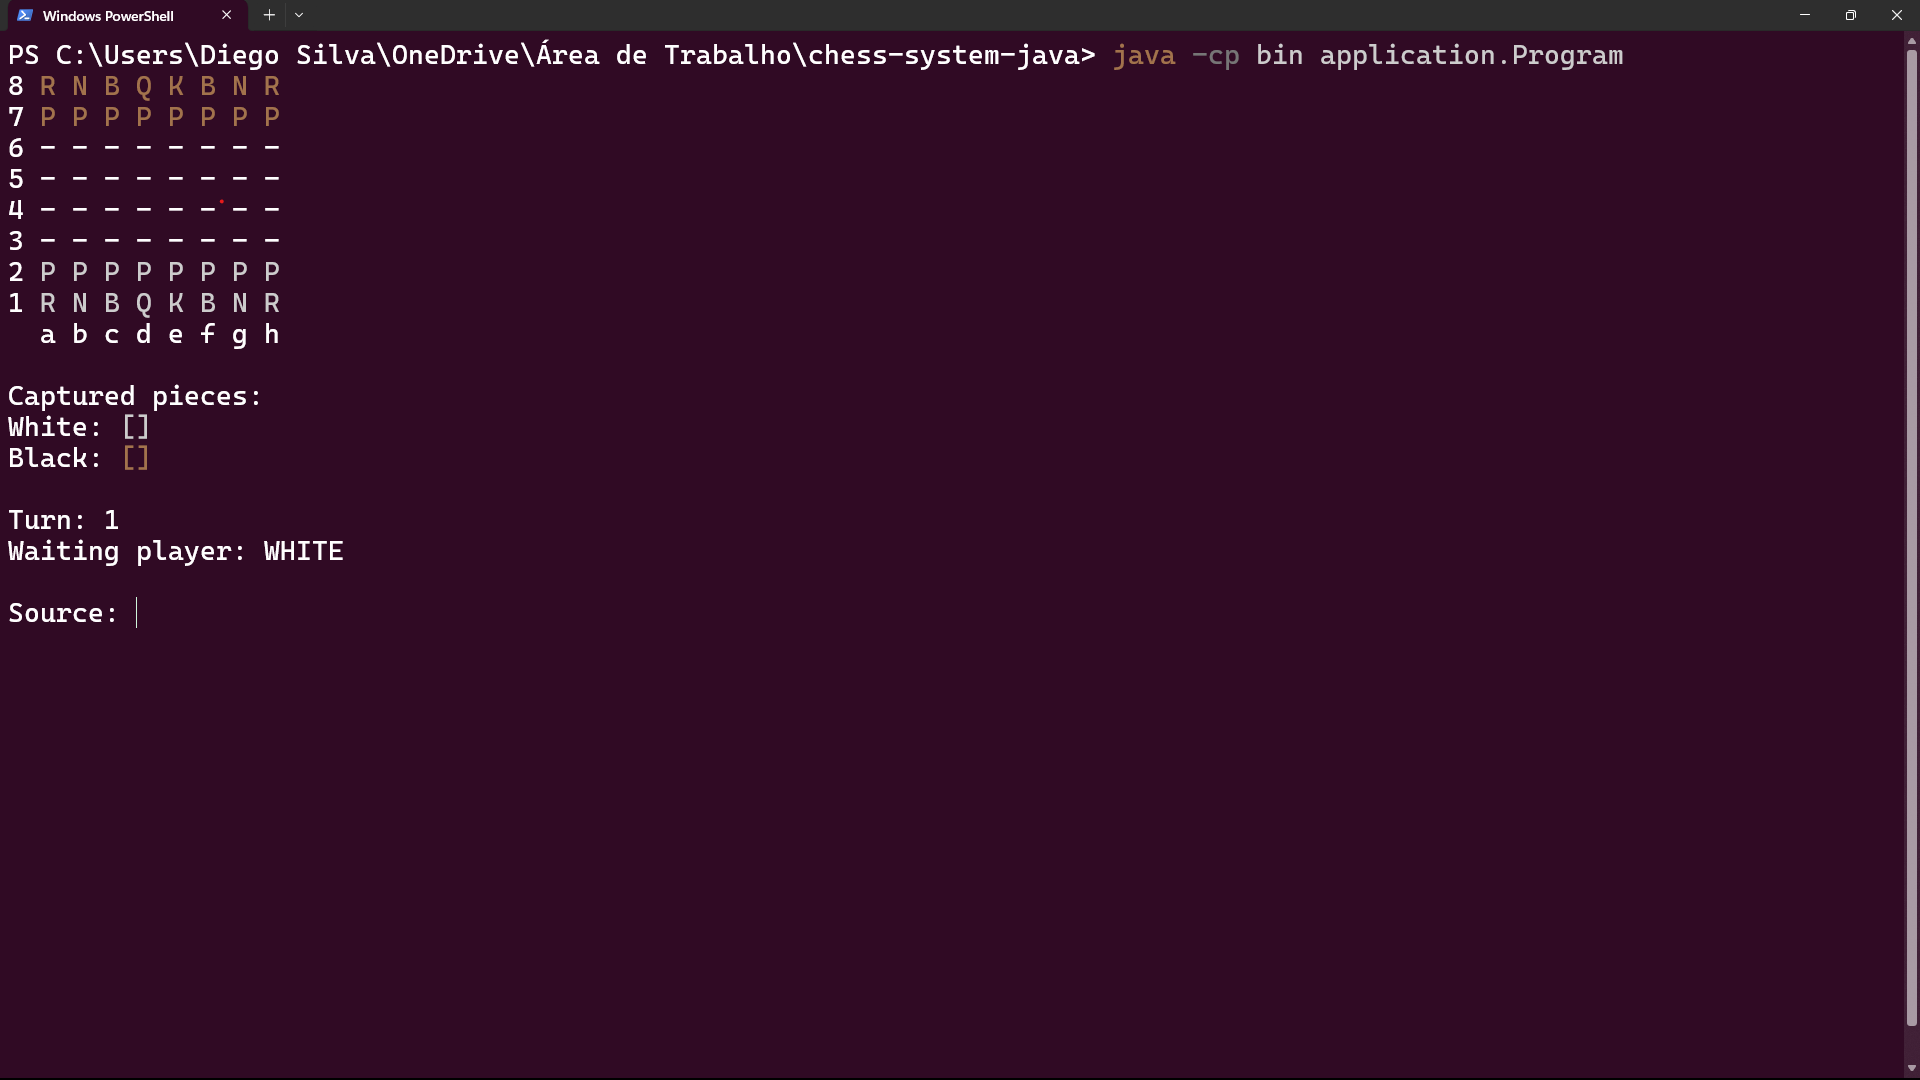 Windows PowerShell
PS C:\Users\Diego Silva\OneDrive\Área de Trabalho\chess-system-java> java -cp bin application.Program
8 R N B Q K B N R
7 P P P P P P P P
6 - - - - - - - -
5 - - - - - - - -
4 - - - - - - - -
3 - - - - - - - -
2 P P P P P P P P
1 R N B Q K B N R
  a b c d e f g h
Captured pieces:
White: []
Black: []
Turn: 1
Waiting player: WHITE
Source: